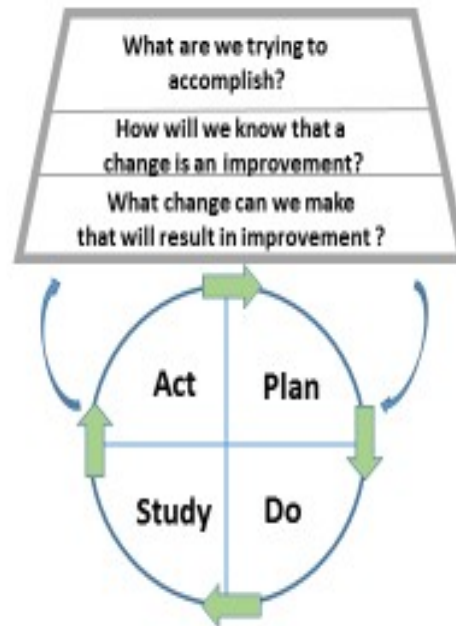 What are we trying to
accomplish?
How will we know that a
change is an improvement?
What change can we make
that will result in improvement ?
Act
Plan
Study
Do